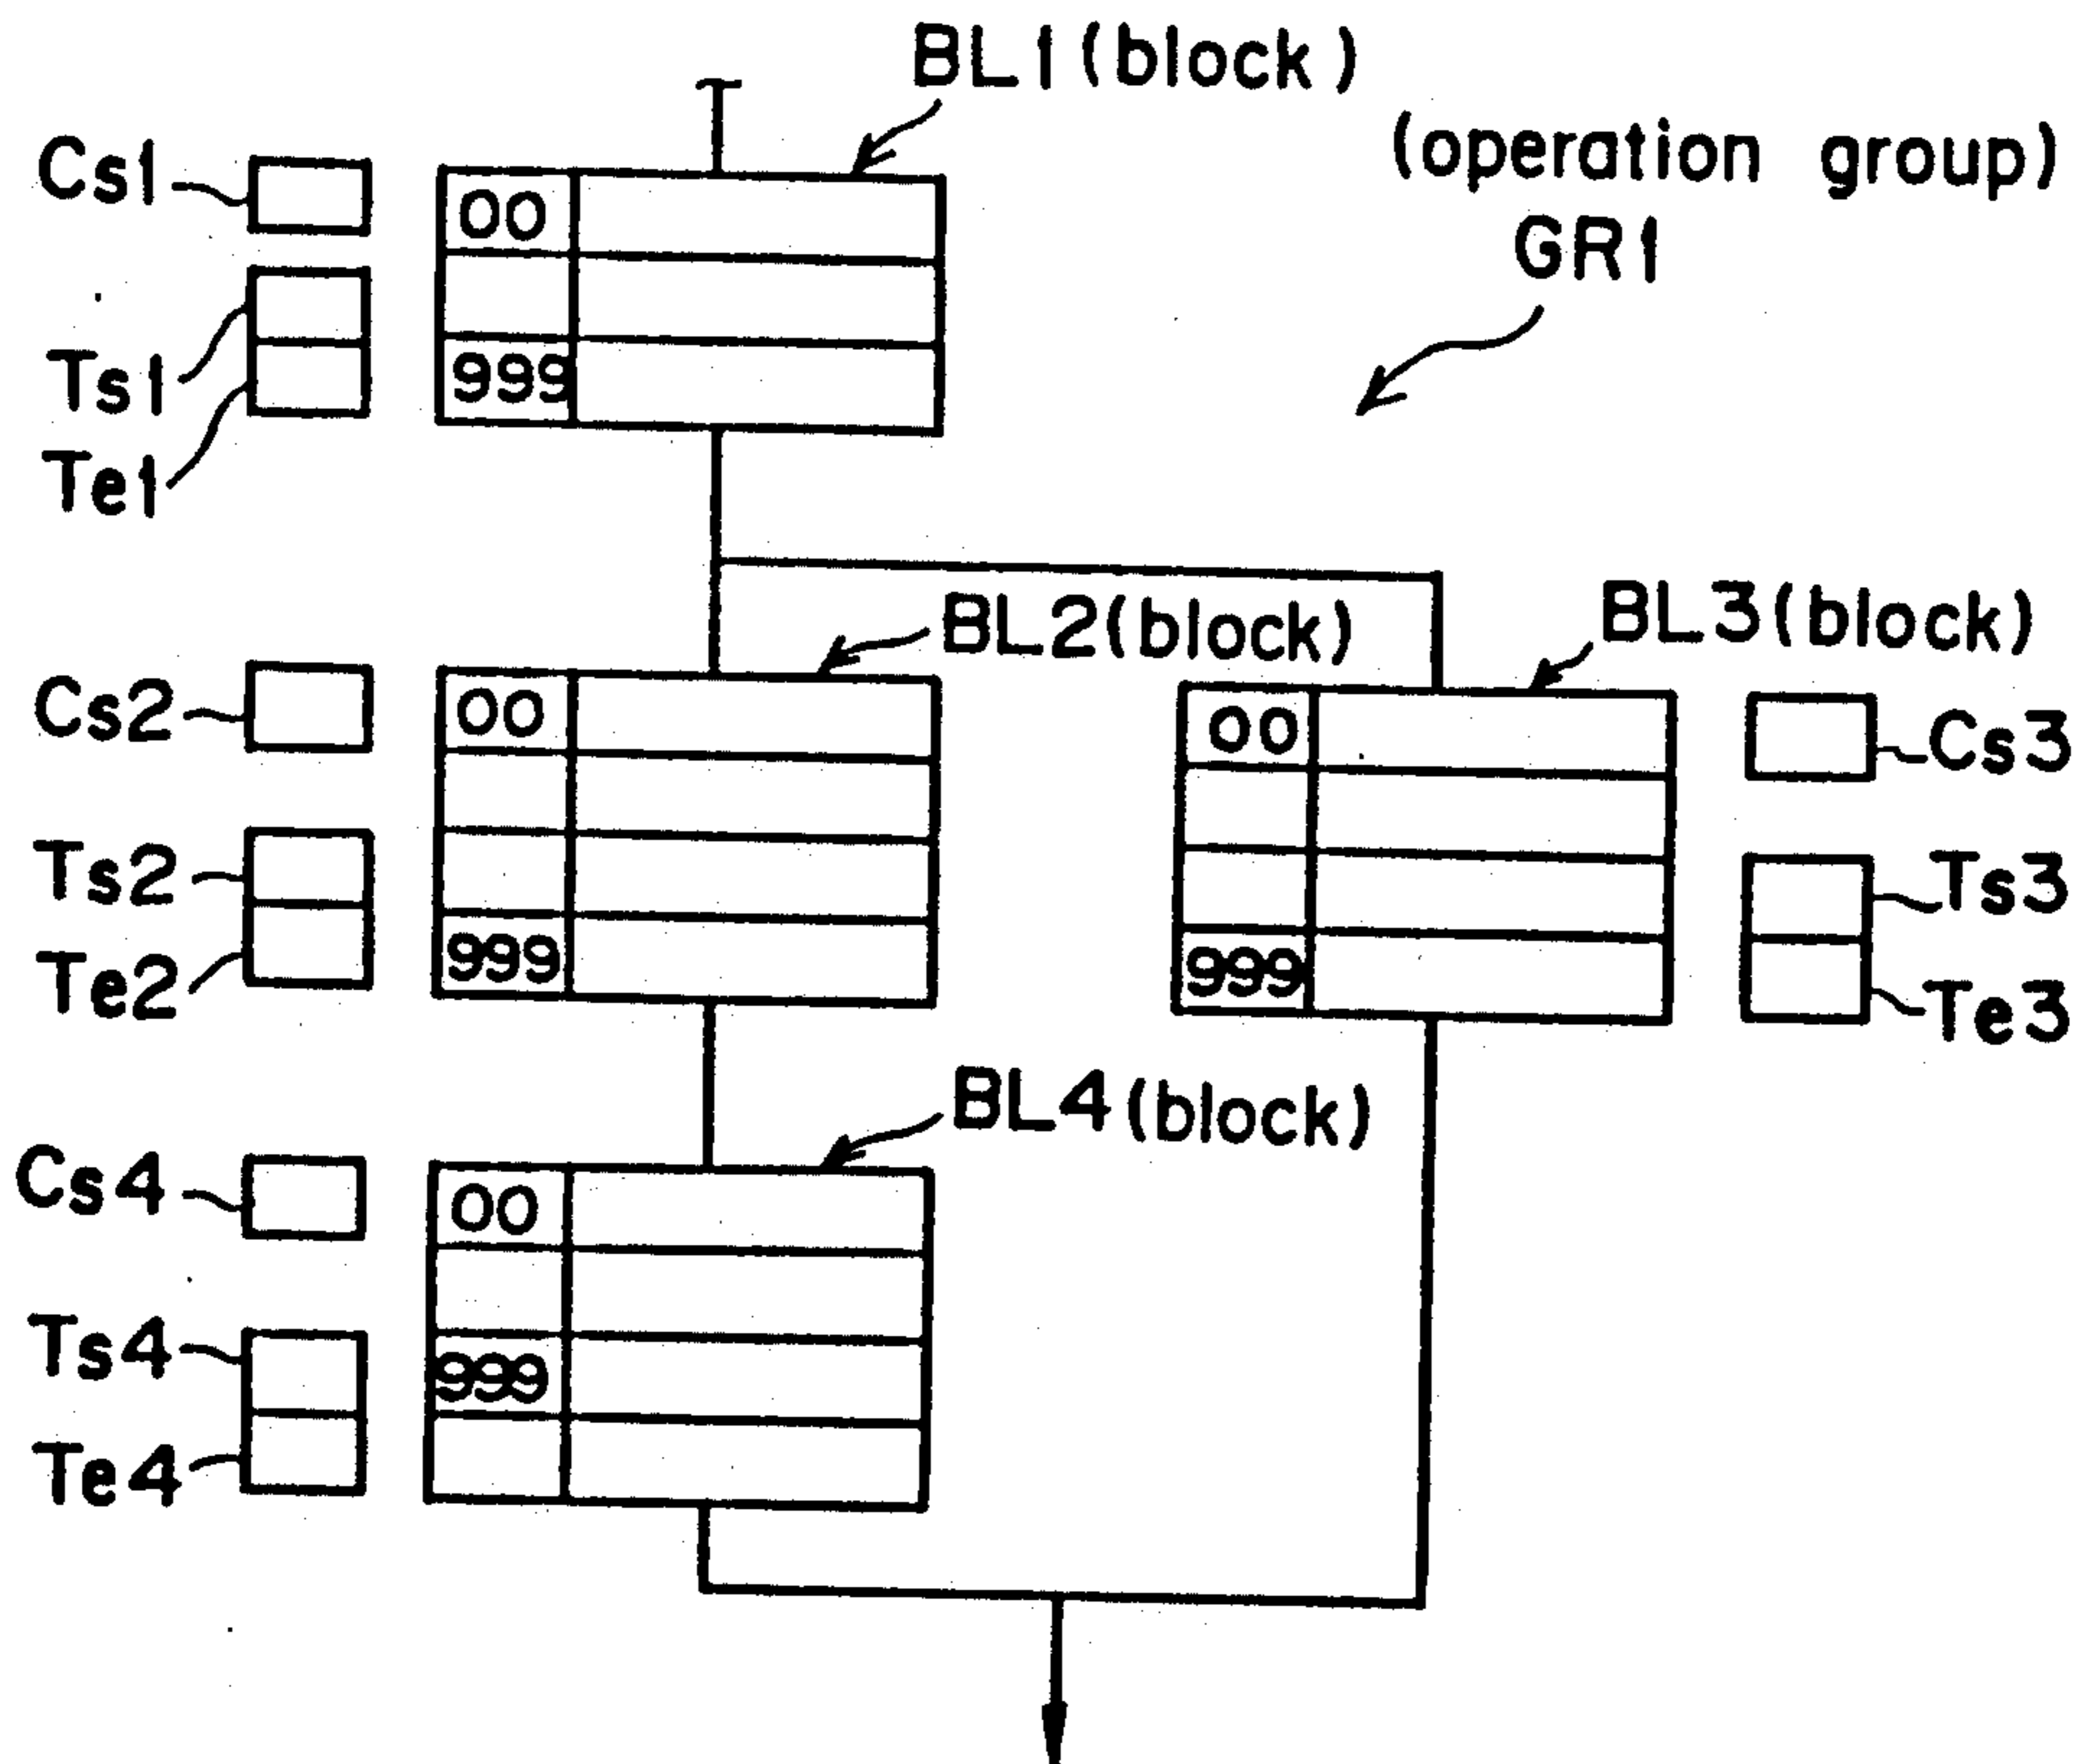 BL1 (block)
(operation group)
GR1
Cs1
00
Ts1
999
Te1
BL2 (block)
BL3 (block)
Cs2
00
00
Cs3
Ts2
Ts3
Te2
999
999
Te3
BL4 (block)
Cs4
00
Ts4
999
Te4